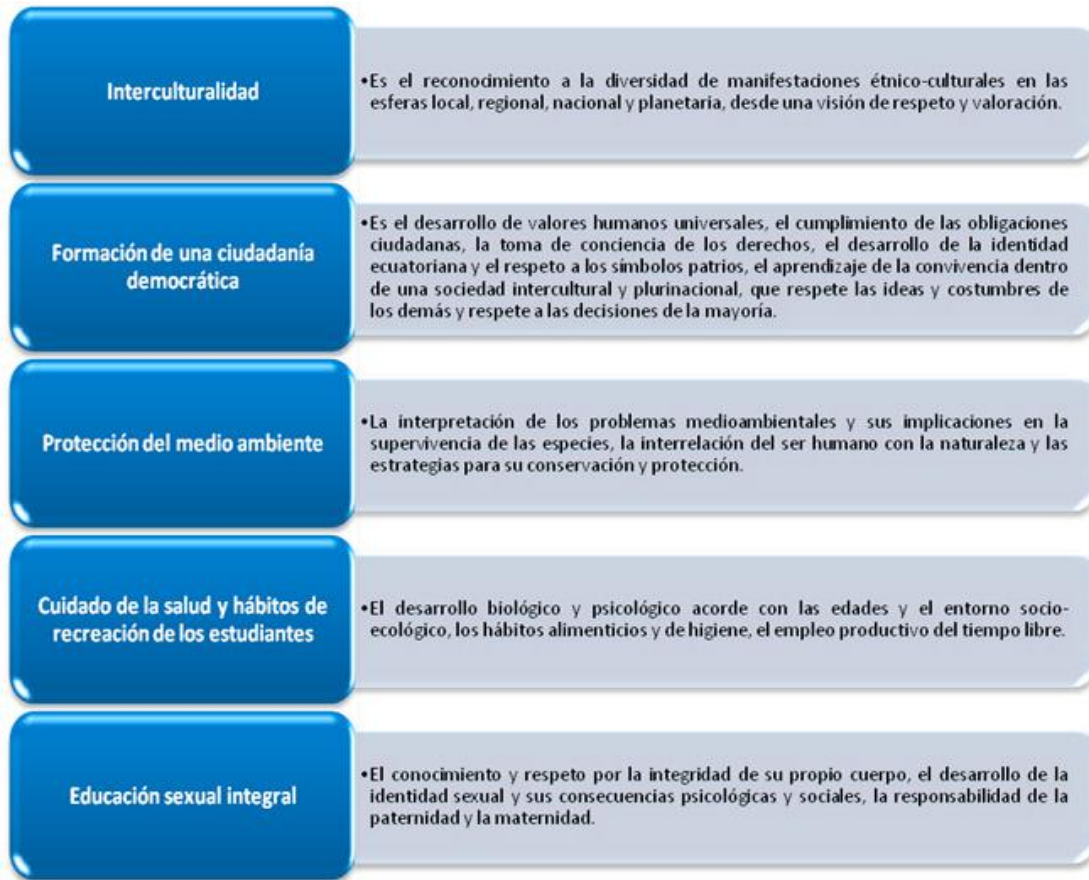 Interculturalidad
•Es el reconocimiento a la diversidad de manifestaciones étnico-culturales en las
esferas local, regional, nacional y planetaria, desde una visión de respeto y valoración.
Formación de una ciudadanía
democrática
•Es el desarrollo de valores humanos universales, el cumplimiento de las obligaciones
ciudadanas, la toma de conciencia de los derechos, el desarrollo de la identidad
ecuatoriana y el respeto a los símbolos patrios, el aprendizaje de la convivencia dentro
de una sociedad intercultural y plurinacional, que respete las ideas y costumbres de
los demás y respete a las decisiones de la mayoría.
Protección del medio ambiente
•La interpretación de los problemas medioambientales y sus implicaciones en la
supervivencia de las especies, la interrelación del ser humano con la naturaleza y las
estrategias para su conservación y protección.
Cuidado de la salud y hábitos de
recreación de los estudiantes
•El desarrollo biológico y psicológico acorde con las edades y el entorno socio-
ecológico, los hábitos alimenticios y de higiene, el empleo productivo del tiempo libre.
Educación sexual integral
•El conocimiento y respeto por la integridad de su propio cuerpo, el desarrollo de la
identidad sexual y sus consecuencias psicológicas y sociales, la responsabilidad de la
paternidad y la maternidad.